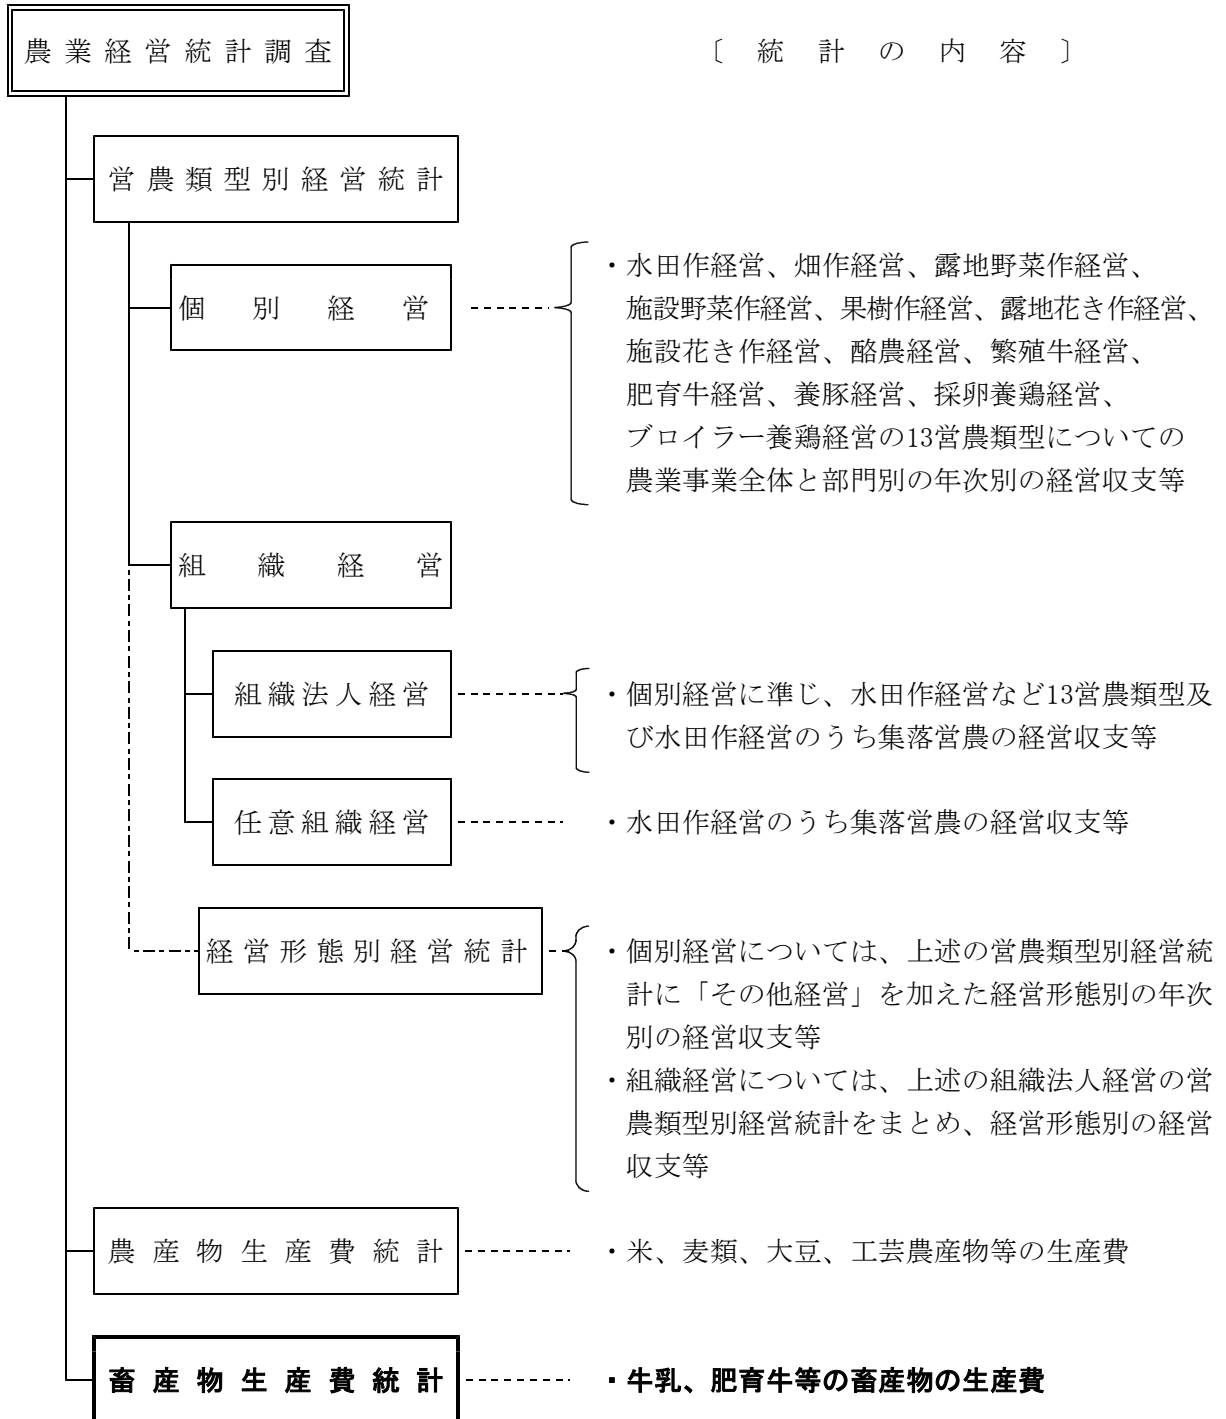 農業経営統計調査
〔統計の内容〕
営農類型別経営統計
個別経営
・水田作経営、畑作経営、露地野菜作経営、
施設野菜作経営、果樹作経営、露地花き作経営、
施設花き作経営、酪農経営、繁殖牛経営、
肥育牛経営、養豚経営、採卵養鶏経営、
ブロイラー養鶏経営の13営農類型についての
農業事業全体と部門別の年次別の経営収支等
組織経営
組織法人経営
・個別経営に準じ、水田作経営など13営農類型及
び水田作経営のうち集落営農の経営収支等
任意組織経営
・水田作経営のうち集落営農の経営収支等
経営形態別経営統計
・個別経営については、上述の営農類型別経営統
計に「その他経営」を加えた経営形態別の年次
別の経営収支等
・組織経営については、上述の組織法人経営の営
農類型別経営統計をまとめ、経営形態別の経営
収支等
農産物生産費統計
・米、麦類、大豆、工芸農産物等の生産費
畜産物生産費統計
・牛乳、肥育牛等の畜産物の生産費